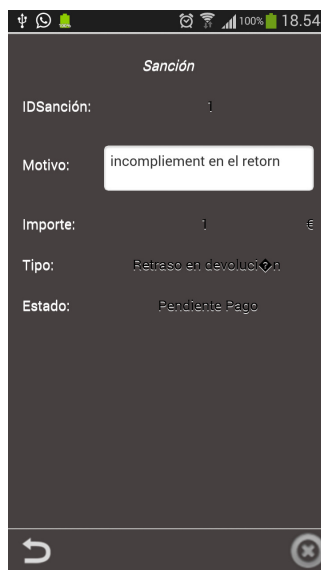 100% 18.54
Sanción
IDSanción: 1
Motivo: incompliement en el retorn
Importe: 1 €
Tipo: Retraso en devoluci�n
Estado: Pendiente Pago